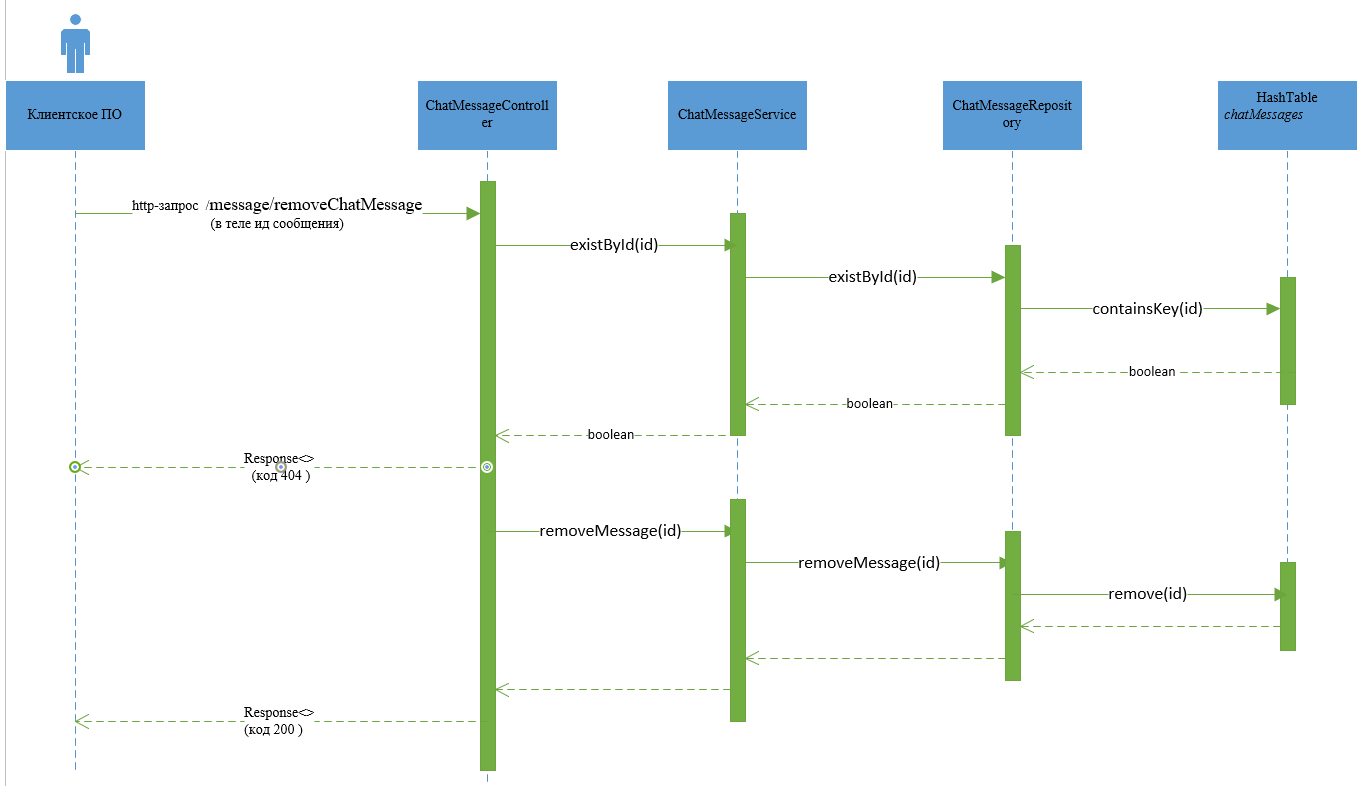 Клиентское ПО
ChatMessageControll
er
ChatMessageService
ChatMessageReposit
ory
HashTable
chatMessages
http-запрос /message/removeChatMessage
(в теле ид сообщения)
existById(id)
existById(id)
containsKey(id)
boolean
boolean
boolean
Response<>
(код 404 )
removeMessage(id)
removeMessage(id)
remove(id)
Response<>
(код 200 )